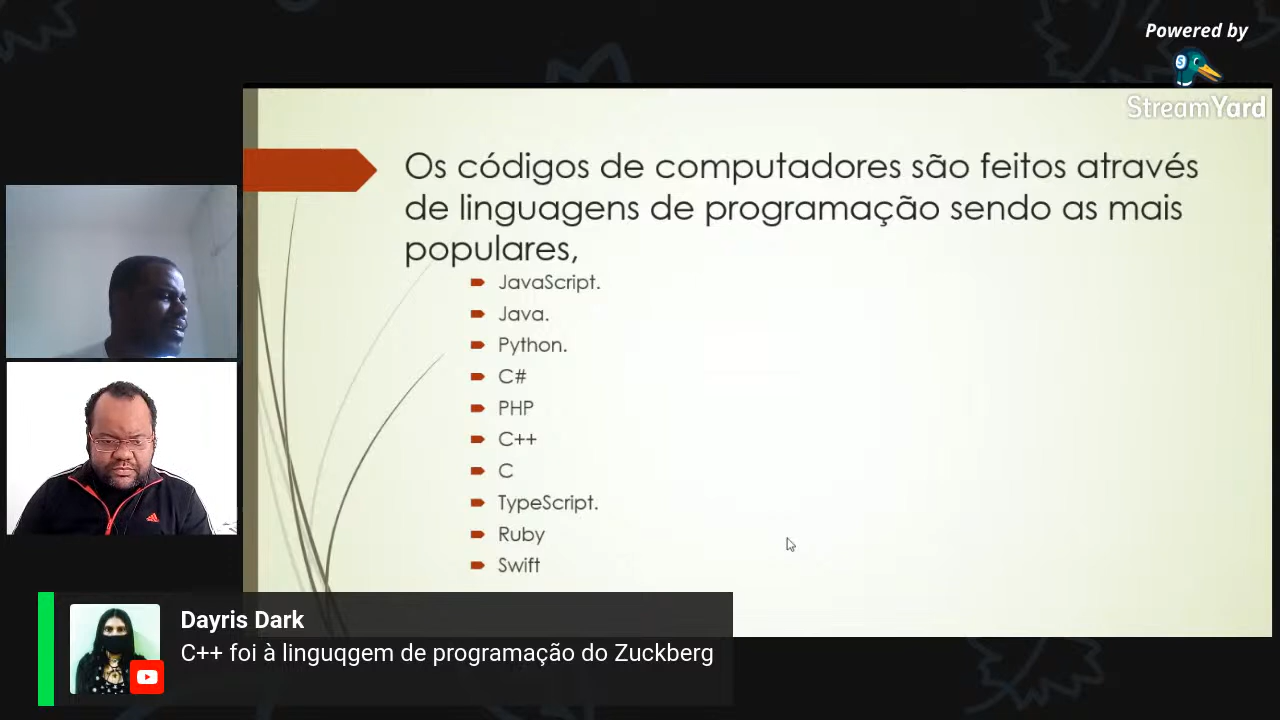 Powered by
StreamYard
Os códigos de computadores são feitos através
de linguagens de programação sendo as mais
populares,
JavaScript.
Java.
Python.
C#
PHP
C++
C
TypeScript.
Ruby
Swift
Dayris Dark
C++ foi à linguqgem de programação do Zuckberg